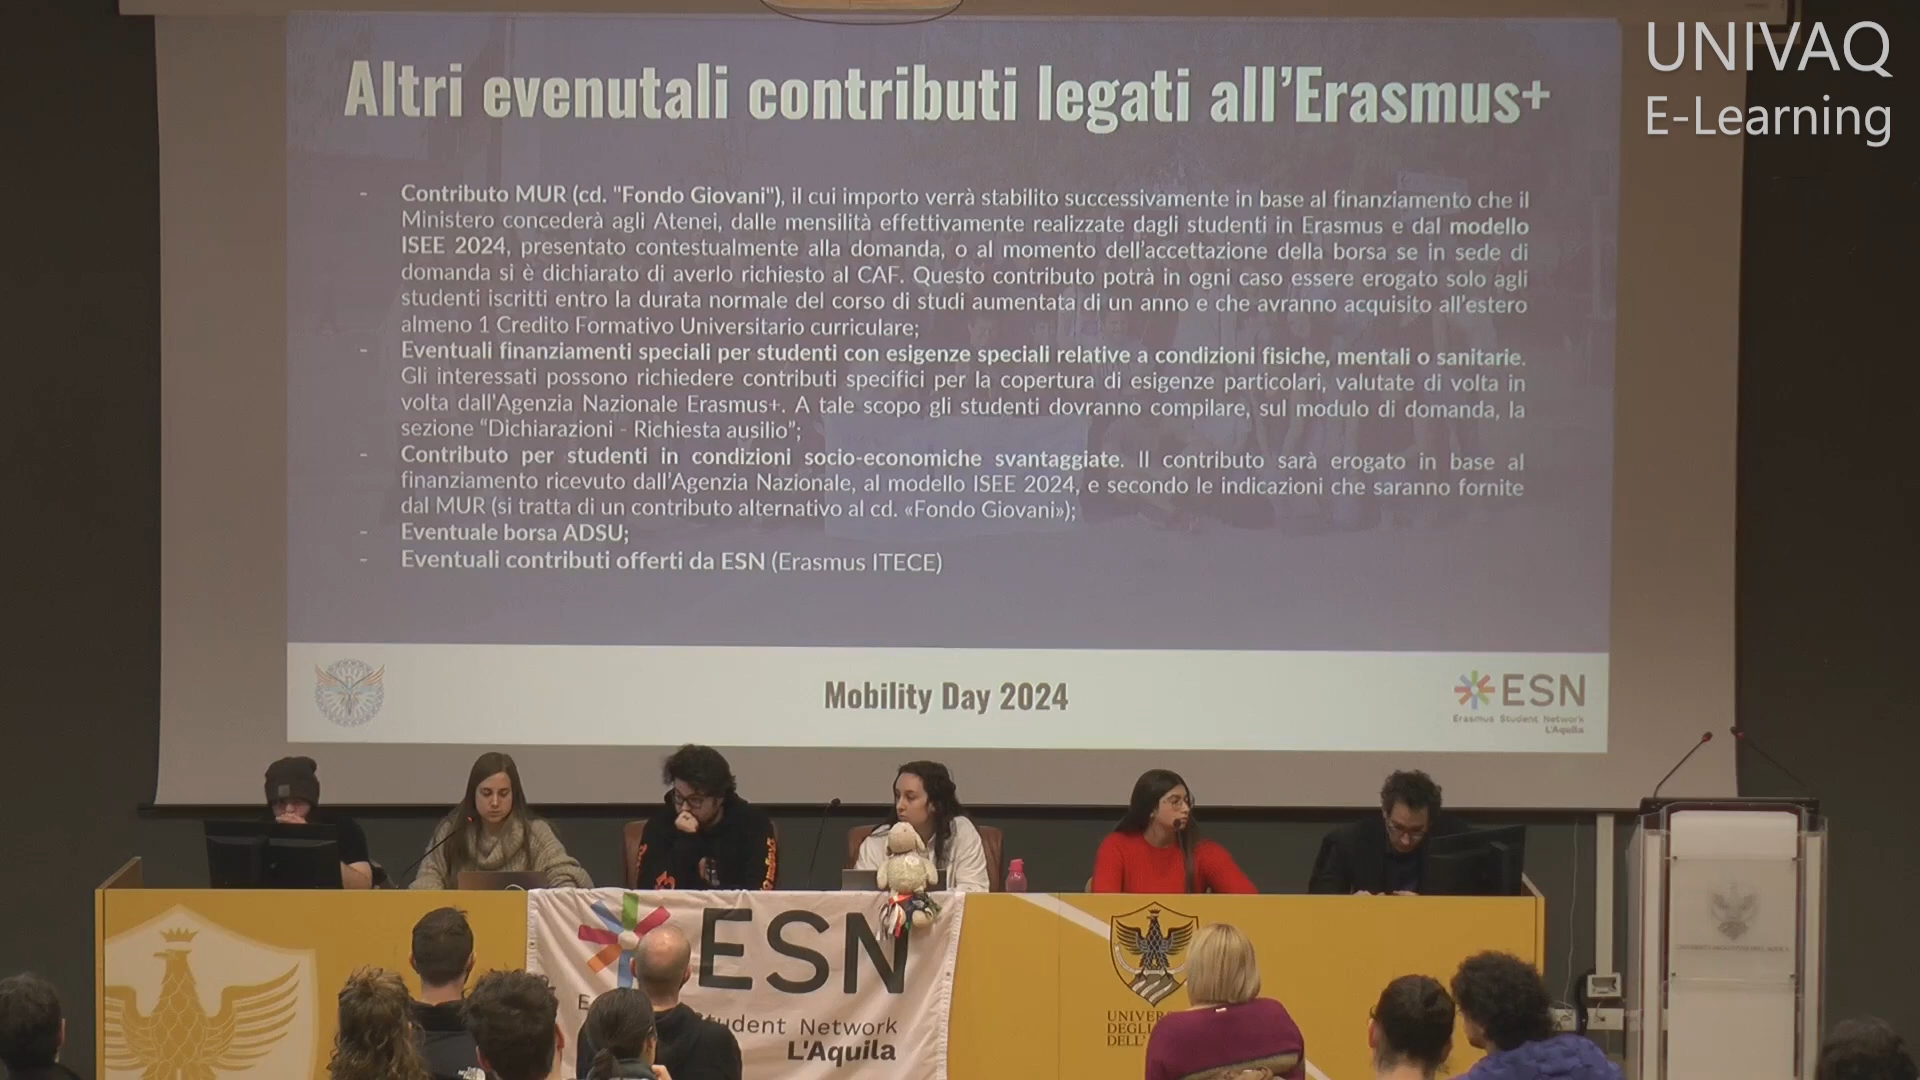 UNIVAQ
E-Learning
Altri evenutali contributi legati all'Erasmus+
- Contributo MUR (cd. "Fondo Giovani"), il cui importo verrà stabilito successivamente in base al finanziamento che il
Ministero concederà agli Atenei, dalle mensilità effettivamente realizzate dagli studenti in Erasmus e dal modello
ISEE 2024, presentato contestualmente alla domanda, o al momento dell'accettazione della borsa se in sede di
domanda si è dichiarato di averlo richiesto al CAF. Questo contributo potrà in ogni caso essere erogato solo agli
studenti iscritti entro la durata normale del corso di studi aumentata di un anno e che avranno acquisito all'estero
almeno 1 Credito Formativo Universitario curriculare;
- Eventuali finanziamenti speciali per studenti con esigenze speciali relative a condizioni fisiche, mentali o sanitarie.
Gli interessati possono richiedere contributi specifici per la copertura di esigenze particolari, valutate di volta in
volta dall'Agenzia Nazionale Erasmus+. A tale scopo gli studenti dovranno compilare, sul modulo di domanda, la
sezione “Dichiarazioni - Richiesta ausilio”;
- Contributo per studenti in condizioni socio-economiche svantaggiate. Il contributo sarà erogato in base al
finanziamento ricevuto dall'Agenzia Nazionale, al modello ISEE 2024, e secondo le indicazioni che saranno fornite
dal MUR (si tratta di un contributo alternativo al cd. «Fondo Giovani»);
- Eventuale borsa ADSU;
- Eventuali contributi offerti da ESN (Erasmus ITECE)
Mobility Day 2024
ESN
Erasmus Student Network
L'Aquila
ESN
E
udent Network
L'Aquila
UNIVER
DEGLI
DELL'